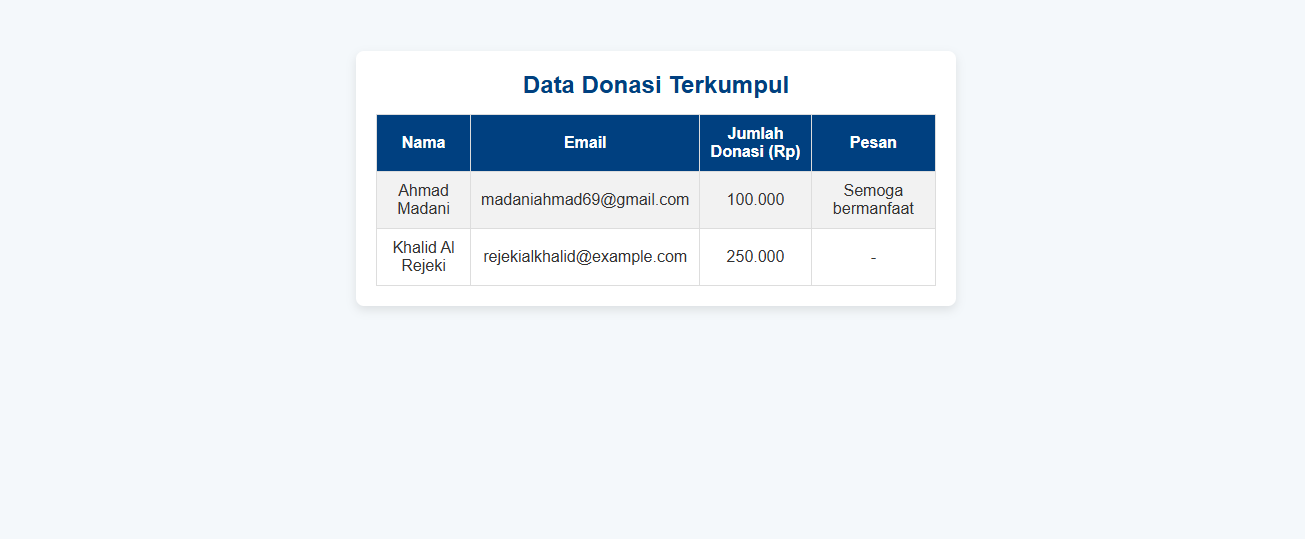 Data Donasi Terkumpul
Nama Email Jumlah Donasi (Rp) Pesan
Ahmad Madani madaniahmad69@gmail.com 100.000 Semoga bermanfaat
Khalid Al Rejeki rejekialkhalid@example.com 250.000 -